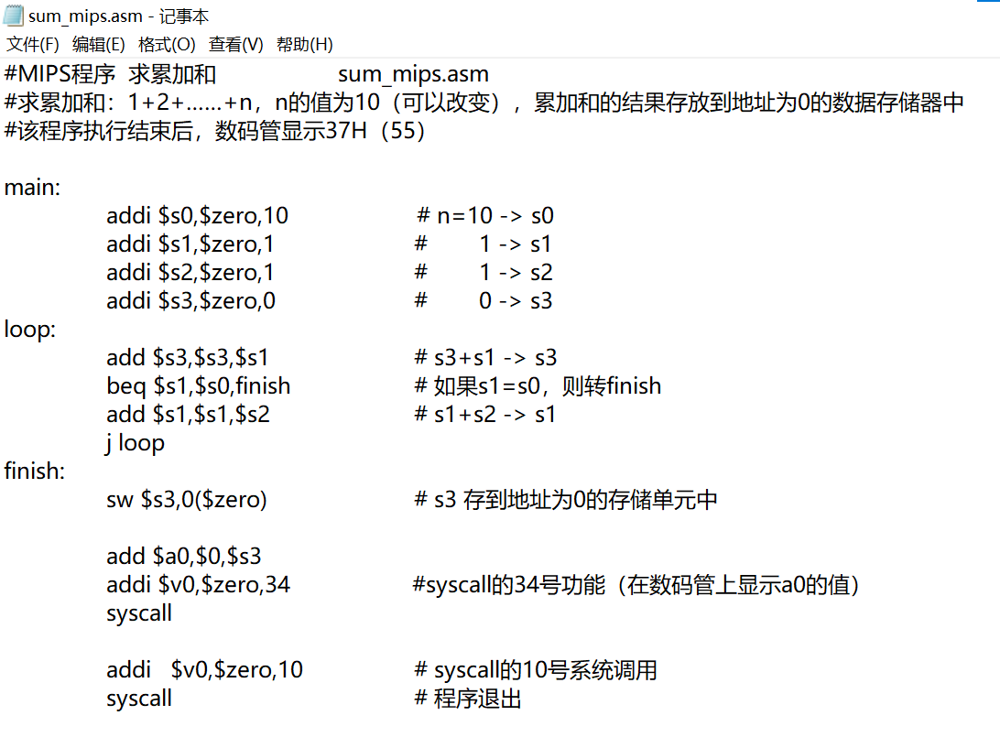 sum_mips.asm - 记事本
文件(F) 编辑(E) 格式(O) 查看(V) 帮助(H)
#MIPS程序 求累加和 sum_mips.asm
#求累加和：1+2+……+n，n的值为10（可以改变），累加和的结果存放到地址为0的数据存储器中
#该程序执行结束后，数码管显示37H（55）
main:
addi $s0,$zero,10 # n=10 -> s0
addi $s1,$zero,1 # 1 -> s1
addi $s2,$zero,1 # 1 -> s2
addi $s3,$zero,0 # 0 -> s3
loop:
add $s3,$s3,$s1 # s3+s1 -> s3
beq $s1,$s0,finish # 如果s1=s0，则转finish
add $s1,$s1,$s2 # s1+s2 -> s1
j loop
finish:
sw $s3,0($zero) # s3 存到地址为0的存储单元中
add $a0,$0,$s3
addi $v0,$zero,34 #syscall的34号功能（在数码管上显示a0的值）
syscall
addi $v0,$zero,10 # syscall的10号系统调用
syscall # 程序退出